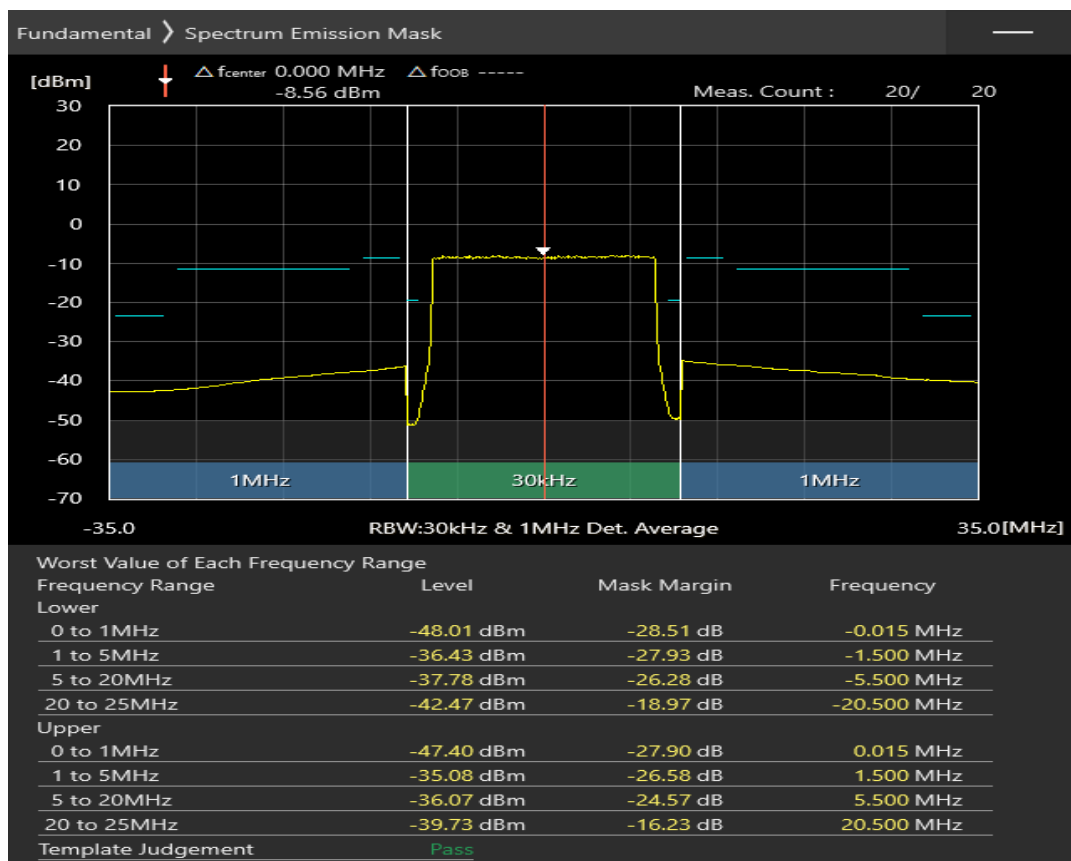 Fundamental 〉 Spectrum Emission Mask
[dBm] △ fcenter 0.000 MHz △ fOOB -----
-8.56 dBm Meas. Count : 20/ 20
30
20
10
0
-10
-20
-30
-40
-50
-60
-70
1MHz 30kHz 1MHz
-35.0 RBW:30kHz & 1MHz Det. Average 35.0[MHz]
Worst Value of Each Frequency Range
Frequency Range Level Mask Margin Frequency
Lower
0 to 1MHz -48.01 dBm -28.51 dB -0.015 MHz
1 to 5MHz -36.43 dBm -27.93 dB -1.500 MHz
5 to 20MHz -37.78 dBm -26.28 dB -5.500 MHz
20 to 25MHz -42.47 dBm -18.97 dB -20.500 MHz
Upper
0 to 1MHz -47.40 dBm -27.90 dB 0.015 MHz
1 to 5MHz -35.08 dBm -26.58 dB 1.500 MHz
5 to 20MHz -36.07 dBm -24.57 dB 5.500 MHz
20 to 25MHz -39.73 dBm -16.23 dB 20.500 MHz
Template Judgement Pass